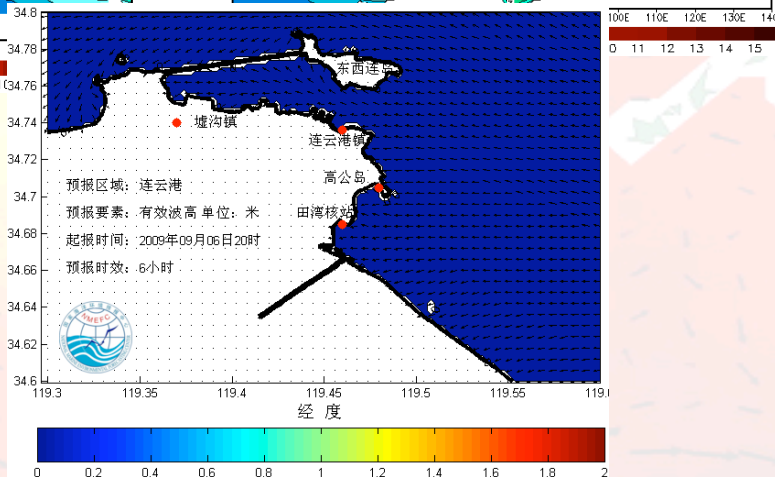 100E 110E 120E 130E
11 12 13 14 15
34.8
34.78
34.76
34.74
34.72
34.7
34.68
34.66
34.64
34.62
34.6
东西连岛
墟沟镇
连云港镇
高公岛
田湾核站
预报区域：连云港
预报要素：有效波高 单位：米
起报时间：2009年09月06日20时
预报时效：6小时
NMEFC
119.3 119.35 119.4 119.45 119.5 119.55
经 度
0 0.2 0.4 0.6 0.8 1 1.2 1.4 1.6 1.8 2